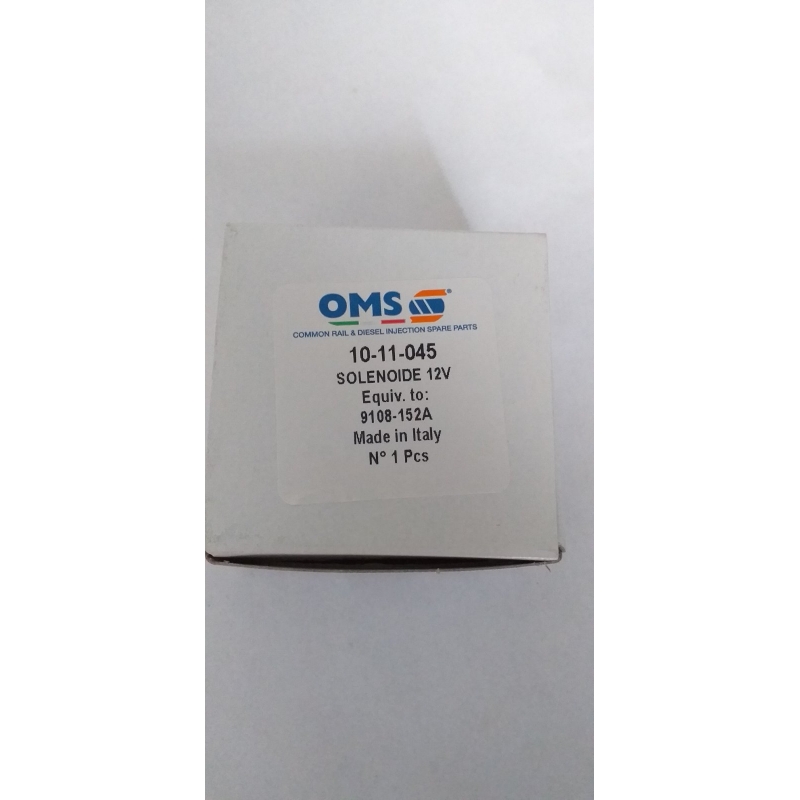 OMS®
COMMON RAIL & DIESEL INJECTION SPARE PARTS
10-11-045
SOLENOIDE 12V
Equiv. to:
9108-152A
Made in Italy
N° 1 Pcs